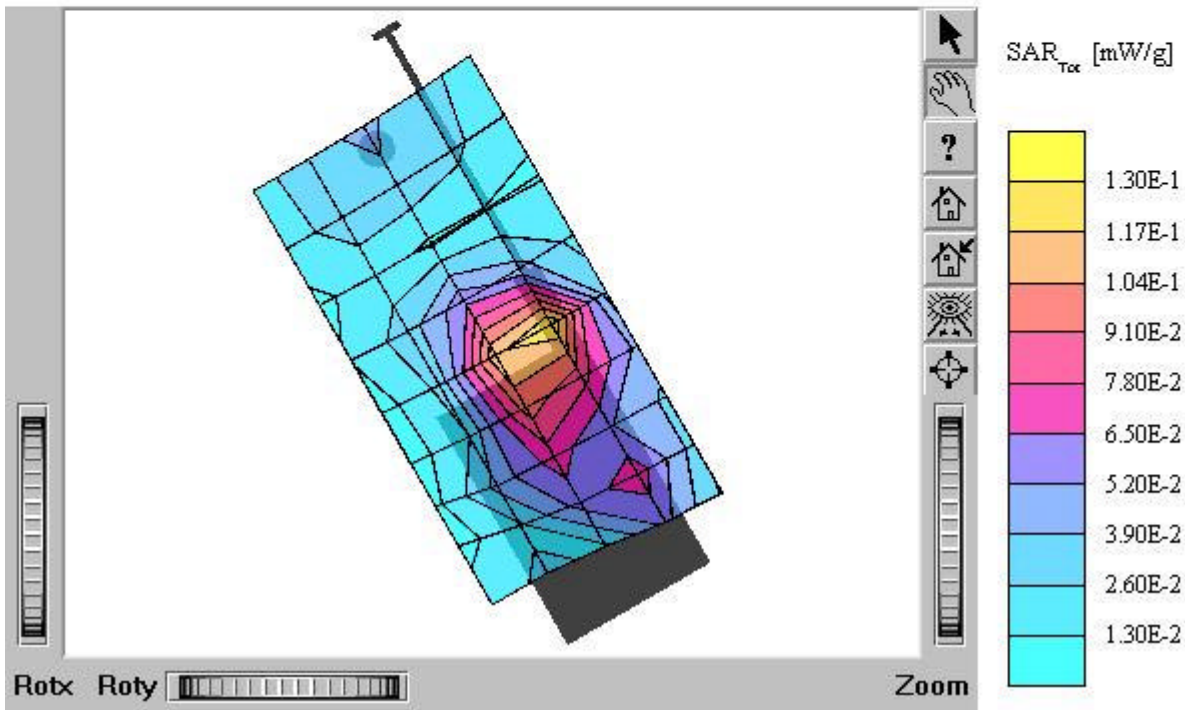 SAR Tot [mW/g]
?
1.30E-1
1.17E-1
1.04E-1
9.10E-2
7.80E-2
6.50E-2
5.20E-2
3.90E-2
2.60E-2
1.30E-2
Rotx Roty Zoom